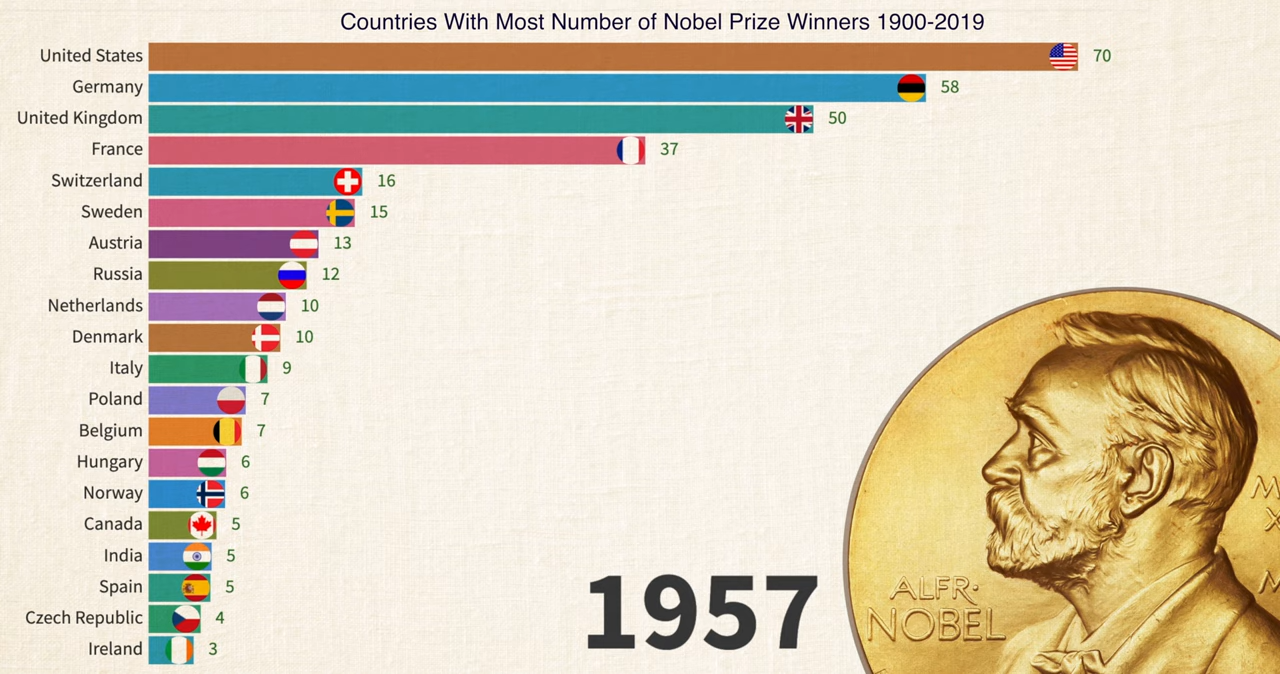 Countries With Most Number of Nobel Prize Winners 1900-2019
United States 70
Germany 58
United Kingdom 50
France 37
Switzerland 16
Sweden 15
Austria 13
Russia 12
Netherlands 10
Denmark 10
Italy 9
Poland 7
Belgium 7
Hungary 6
Norway 6
Canada 5
India 5
Spain 5
Czech Republic 4
Ireland 3
1957
ALFR·
NOBEL